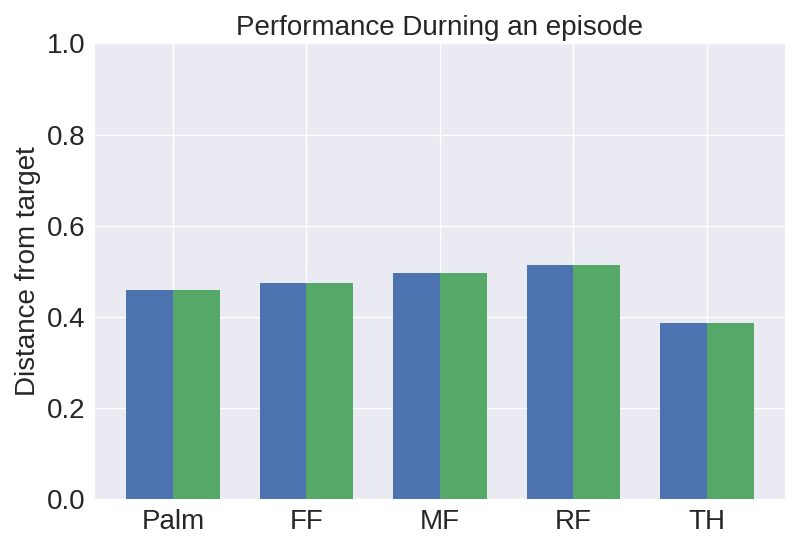 Performance Durning an episode
1.0
0.8
0.6
0.4
0.2
0.0
Distance from target
Palm FF MF RF TH